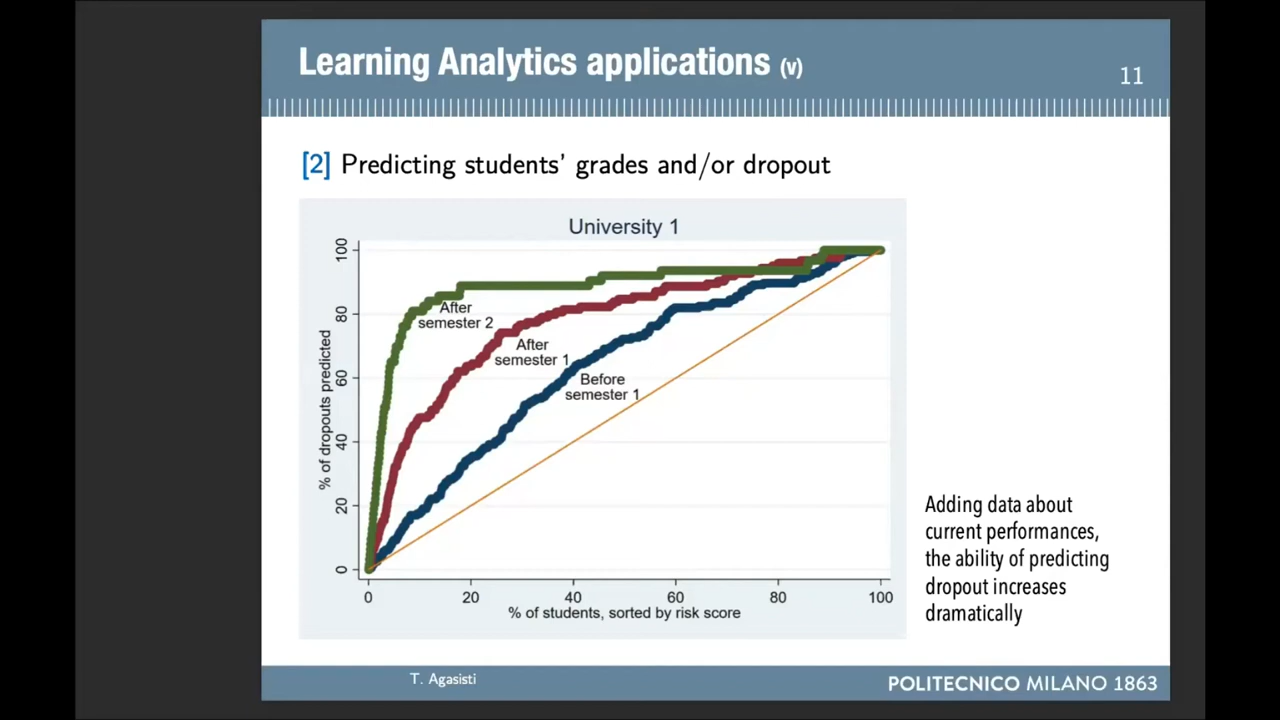 Learning Analytics applications (v)
11
[2] Predicting students' grades and/or dropout
University 1
% of dropouts predicted
100
80
60
40
20
0
After
semester 2
After
semester 1
Before
semester 1
0 20 40 60 80 100
% of students, sorted by risk score
Adding data about
current performances,
the ability of predicting
dropout increases
dramatically
T. Agasisti
POLITECNICO MILANO 1863